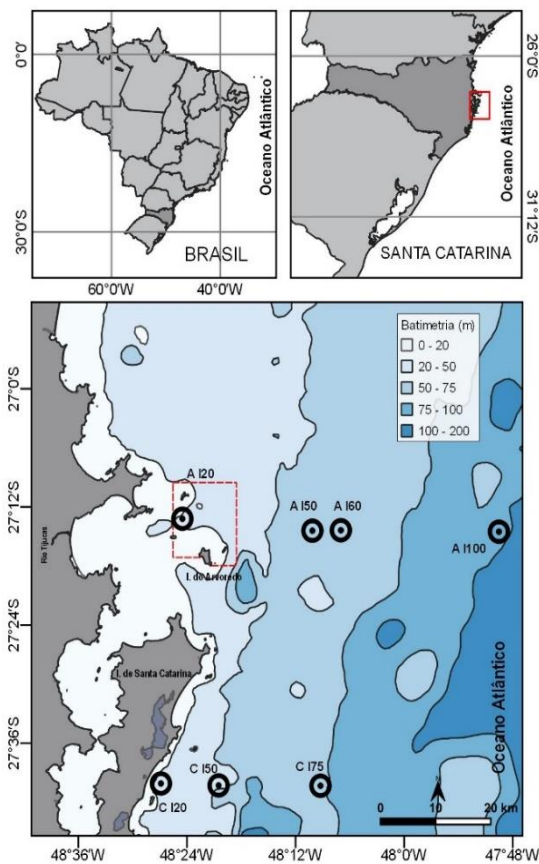 0°0'
30°0'S
60°0'W
40°0'W
Oceano Atlântico
BRASIL
26°0'S
31°12'S
Oceano Atlântico
SANTA CATARINA
Batimetria (m)
0 - 20
20 - 50
50 - 75
75 - 100
100 - 200
27°0'S
27°12'S
27°24'S
27°36'S
A I20
A I50
A I60
A I100
Rio Tijucas
I. do Arvoredo
I. de Santa Catarina
Oceano Atlântico
C I20
C I50
C I75
0
10
20 km
48°36'W
48°24'W
48°12'W
48°0'W
47°48'W